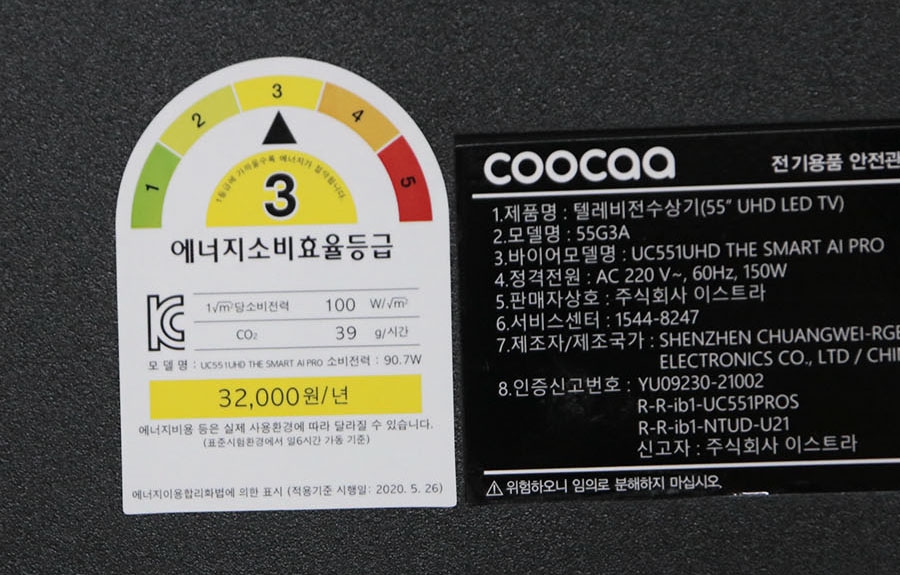 1
2
3
4
5
1등급에 가까울수록 에너지가 절약됩니다.
3
에너지소비효율등급
1√m²당소비전력 100 W/√m²
CO₂ 39 g/시간
모 델 명 : UC551UHD THE SMART AI PRO 소비전력 : 90.7W
32,000원/년
에너지비용 등은 실제 사용환경에 따라 달라질 수 있습니다.
(표준시험환경에서 일6시간 가동 기준)
에너지이용합리화법에 의한 표시 (적용기준 시행일: 2020. 5. 26)
coocaa 전기용품 안전관
1.제품명 : 텔레비전수상기(55" UHD LED TV)
2.모델명 : 55G3A
3.바이어모델명 : UC551UHD THE SMART AI PRO
4.정격전원 : AC 220 V~, 60Hz, 150W
5.판매자상호 : 주식회사 이스트라
6.서비스센터 : 1544-8247
7.제조자/제조국가 : SHENZHEN CHUANGWEI-RGB
ELECTRONICS CO., LTD / CHI
8.인증신고번호 : YU09230-21002
R-R-ib1-UC551PROS
R-R-ib1-NTUD-U21
신고자 : 주식회사 이스트라
위험하오니 임의로 분해하지 마십시오.